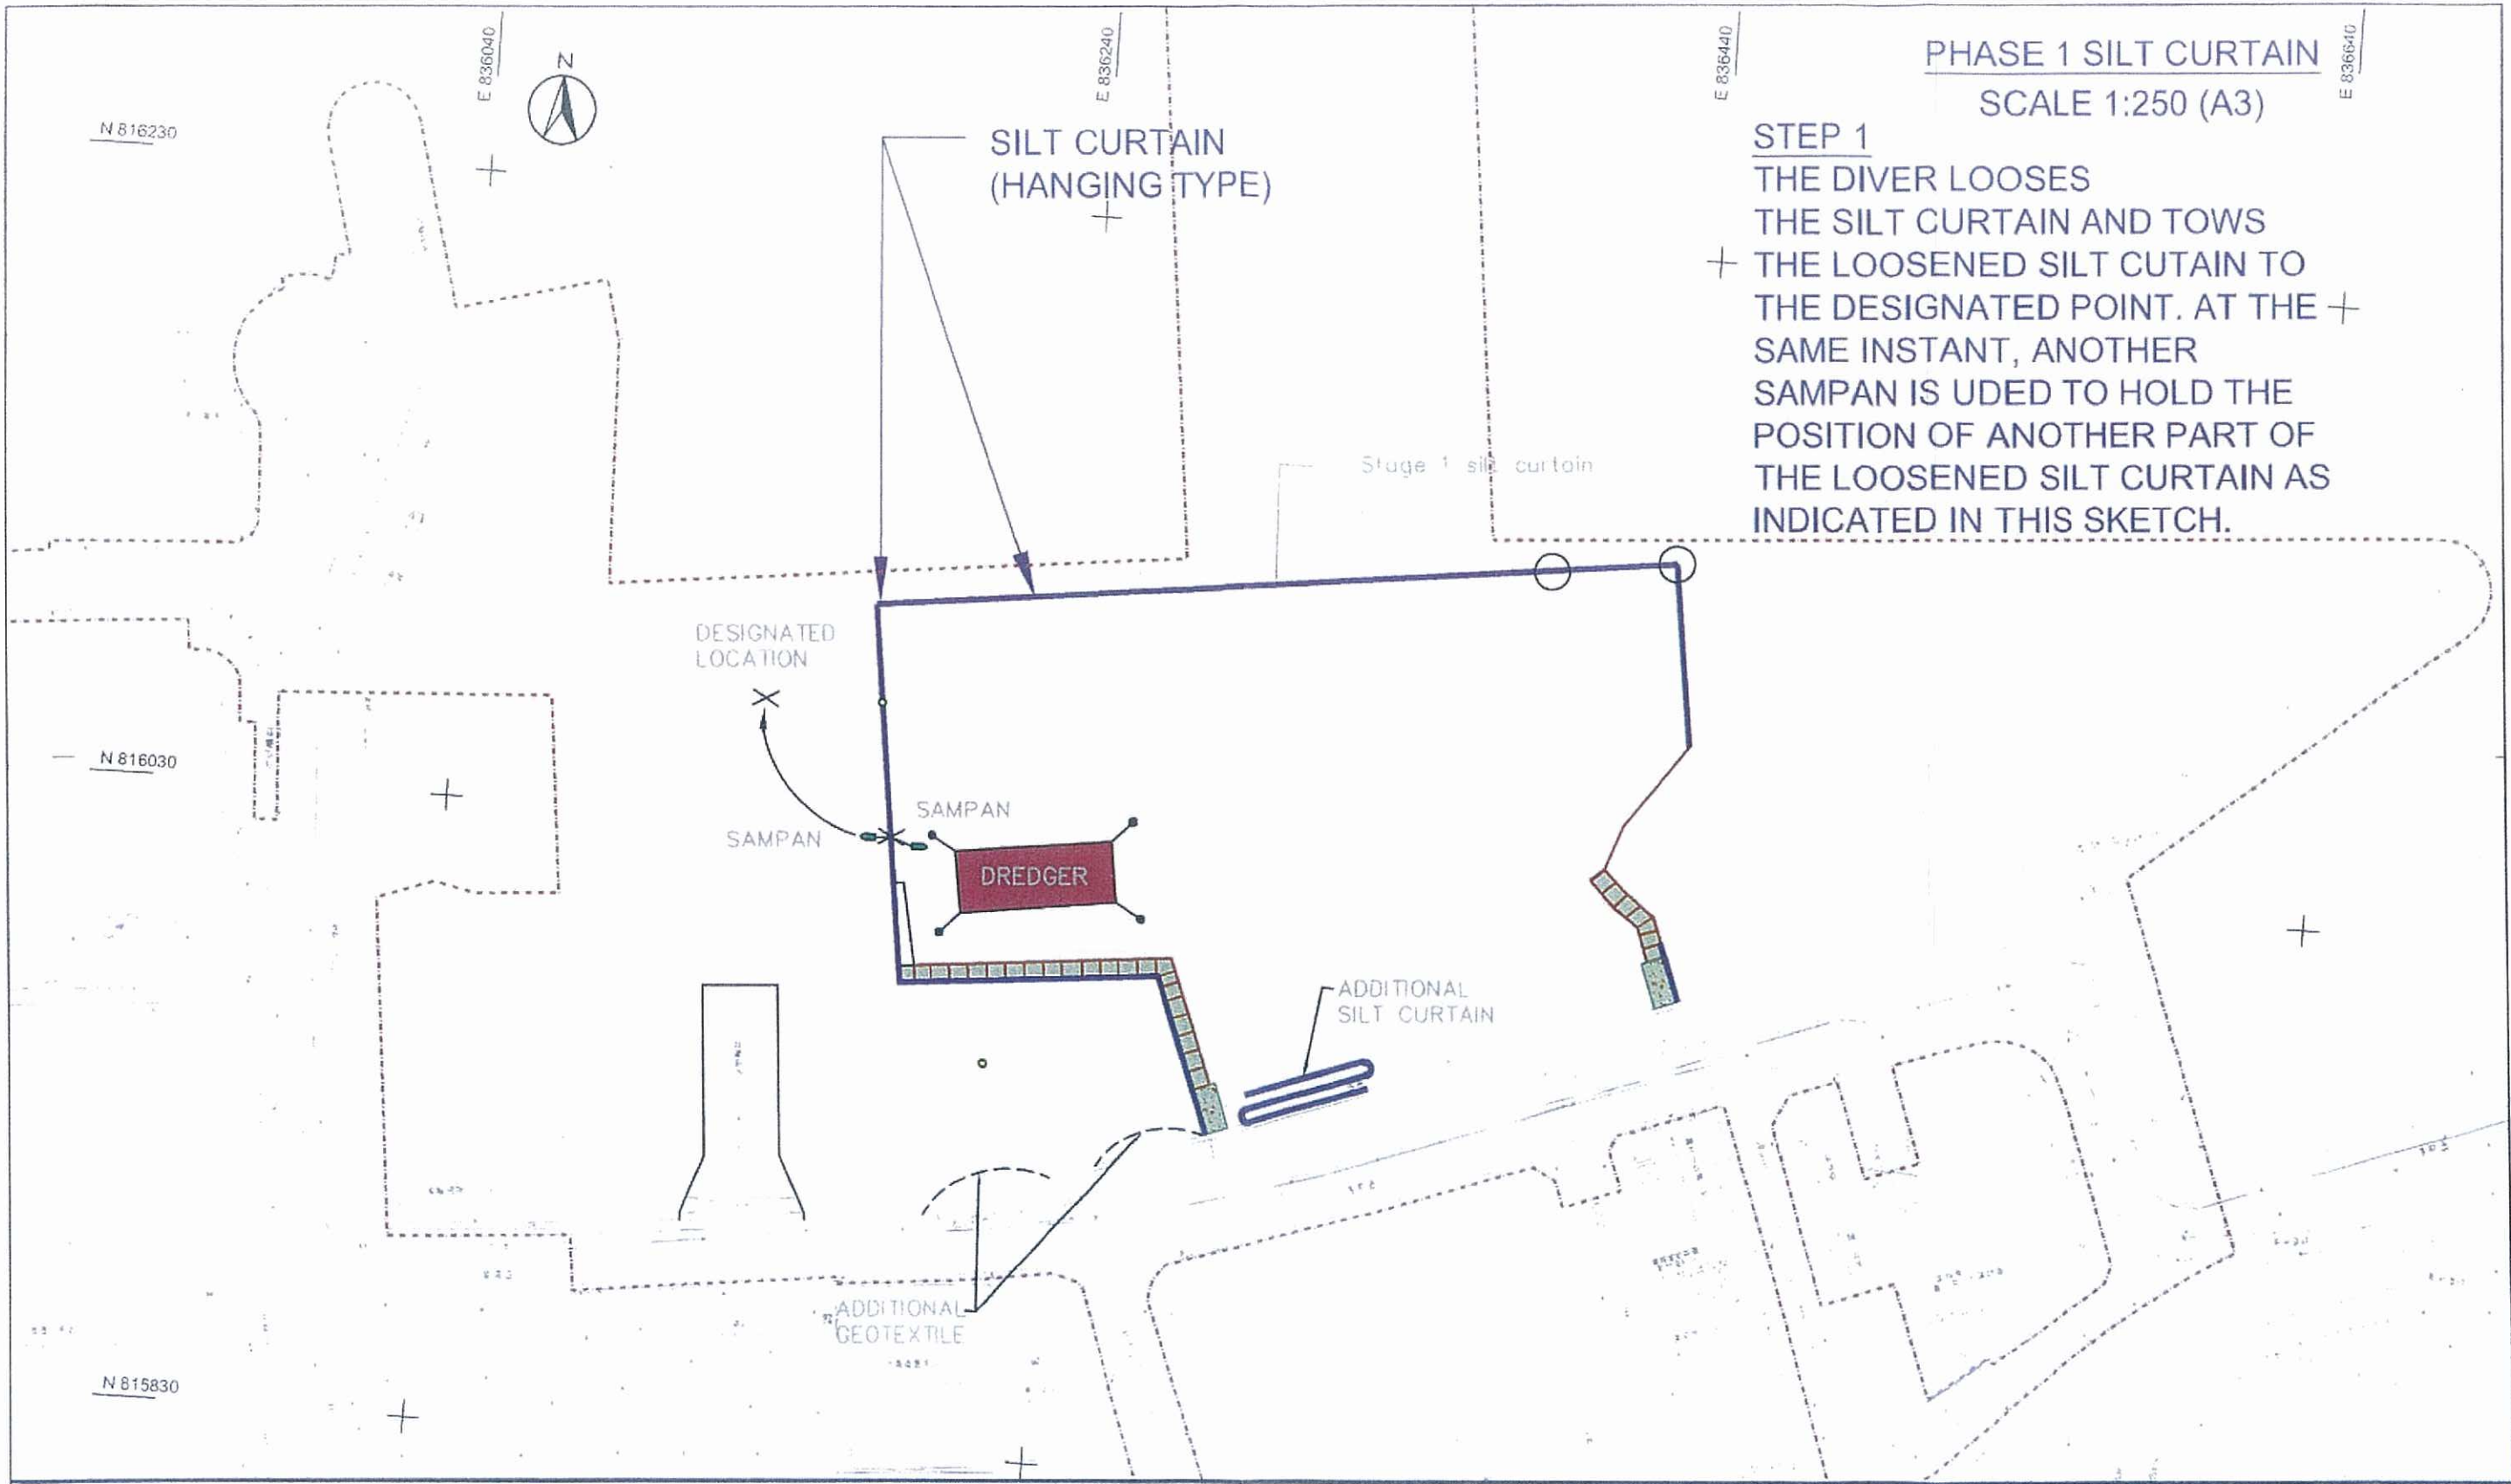 E 836040
E 836240
E 836440
E 836640
N
N 816230
N 816030
N 815830
PHASE 1 SILT CURTAIN
SCALE 1:250 (A3)
STEP 1
THE DIVER LOOSES
THE SILT CURTAIN AND TOWS
THE LOOSENED SILT CUTAIN TO
THE DESIGNATED POINT. AT THE
SAME INSTANT, ANOTHER
SAMPAN IS UDED TO HOLD THE
POSITION OF ANOTHER PART OF
THE LOOSENED SILT CURTAIN AS
INDICATED IN THIS SKETCH.
SILT CURTAIN
(HANGING TYPE)
Stage 1 silt curtain
DESIGNATED
LOCATION
SAMPAN
SAMPAN
DREDGER
ADDITIONAL
SILT CURTAIN
ADDITIONAL
GEOTEXTILE